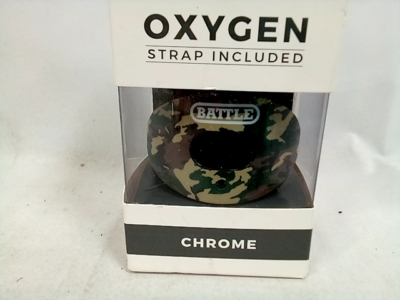 OXYGEN
STRAP INCLUDED
BATTLE
CHROME